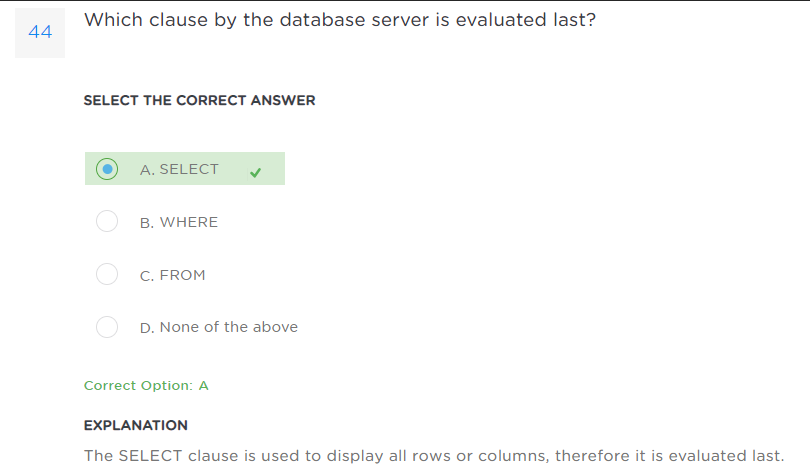 44
Which clause by the database server is evaluated last?
SELECT THE CORRECT ANSWER
A. SELECT
B. WHERE
C. FROM
D. None of the above
Correct Option: A
EXPLANATION
The SELECT clause is used to display all rows or columns, therefore it is evaluated last.